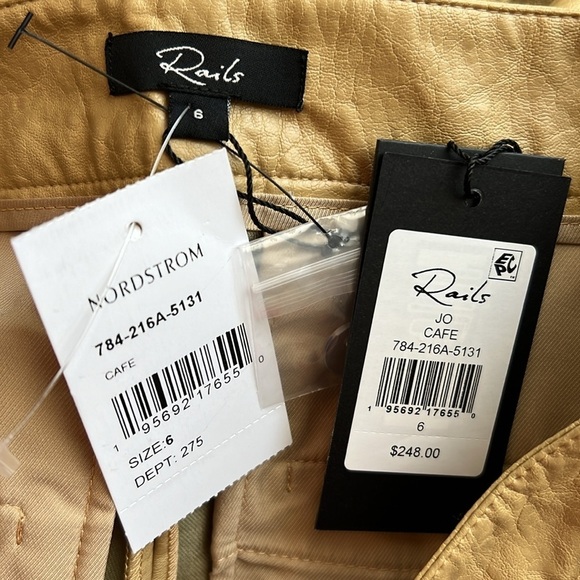 Rails
6
NORDSTROM
784-216A-5131
CAFE
1 95692 17655 0
SIZE:6
DEPT: 275
EPC
Rails
JO
CAFE
784-216A-5131
1 95692 17655 0
6
$248.00